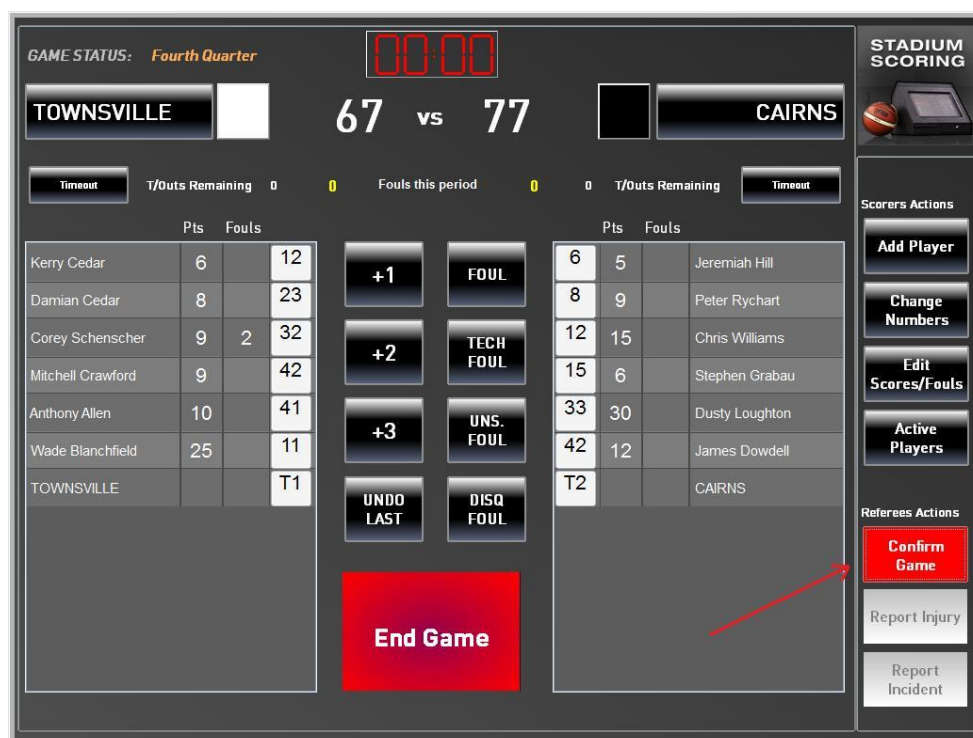 GAME STATUS: Fourth Quarter
00:00
STADIUM
SCORING
TOWNSVILLE
67 vs 77
CAIRNS
Timeout T/Outs Remaining 0 0 Fouls this period 0 0 T/Outs Remaining Timeout
Pts Fouls
Kerry Cedar 6 12
Damian Cedar 8 23
Corey Schenscher 9 2 32
Mitchell Crawford 9 42
Anthony Allen 10 41
Wade Blanchfield 25 11
TOWNSVILLE T1
+1 FOUL
+2 TECH
FOUL
+3 UNS.
FOUL
UNDO
LAST
DISQ
FOUL
End Game
Pts Fouls
6 5 Jeremiah Hill
8 9 Peter Rychart
12 15 Chris Williams
15 6 Stephen Grabau
33 30 Dusty Loughton
42 12 James Dowdell
T2 CAIRNS
Scorers Actions
Add Player
Change
Numbers
Edit
Scores/Fouls
Active
Players
Referees Actions
Confirm
Game
Report Injury
Report
Incident